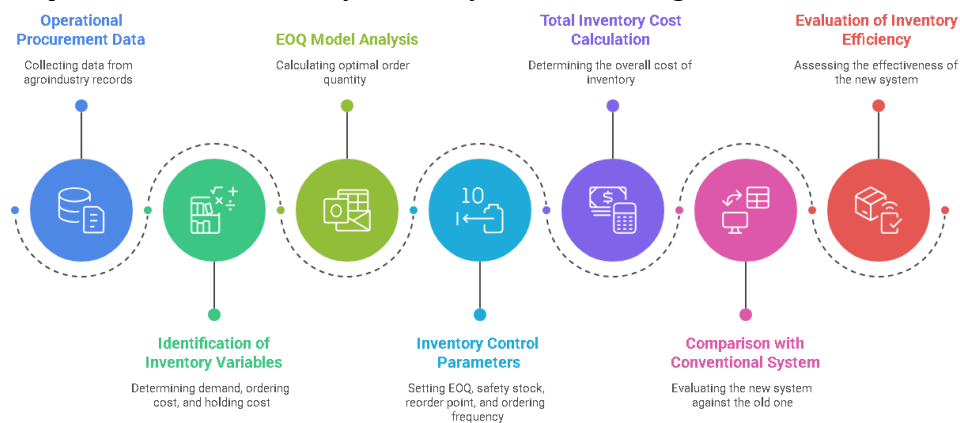 Operational
Procurement Data
Collecting data from
agroindustry records
Identification of
Inventory Variables
Determining demand, ordering
cost, and holding cost
EOQ Model Analysis
Calculating optimal order
quantity
10
Inventory Control
Parameters
Setting EOQ, safety stock,
reorder point, and ordering
frequency
Total Inventory Cost
Calculation
Determining the overall cost of
inventory
$
Comparison with
Conventional System
Evaluating the new system
against the old one
Evaluation of Inventory
Efficiency
Assessing the effectiveness of
the new system